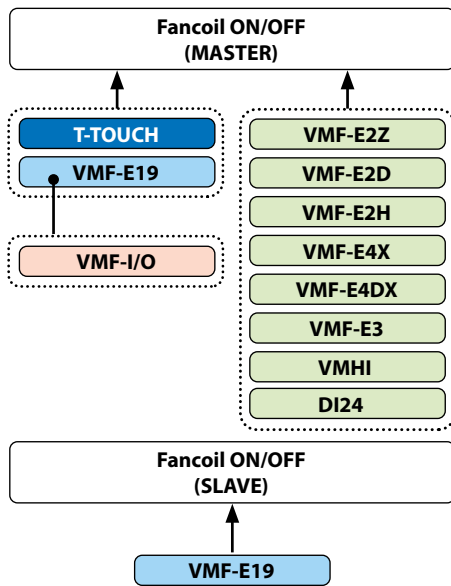 Fancoil ON/OFF
(MASTER)
T-TOUCH
VMF-E19
VMF-I/O
VMF-E2Z
VMF-E2D
VMF-E2H
VMF-E4X
VMF-E4DX
VMF-E3
VMHI
DI24
Fancoil ON/OFF
(SLAVE)
VMF-E19